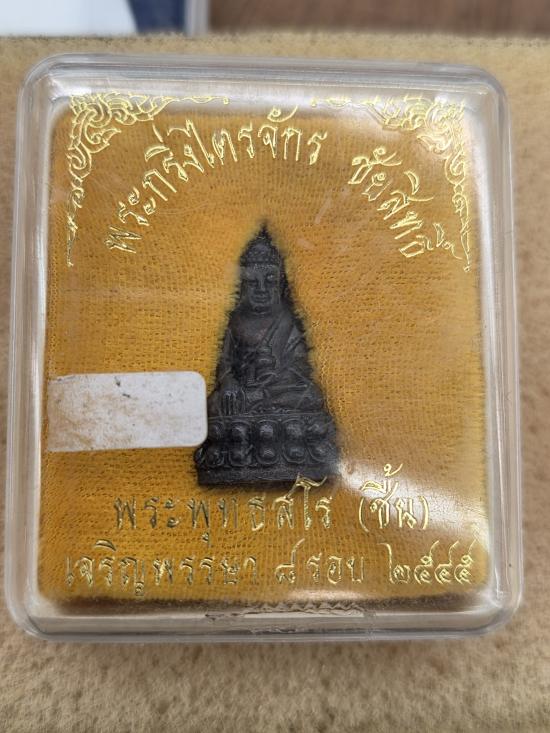 พระกริ่งไตรจักร ชัยสิทธิ์
พระพุทธสโร (ชื้น)
เจริญพรรษา ๘ รอบ ๒๕๔๕